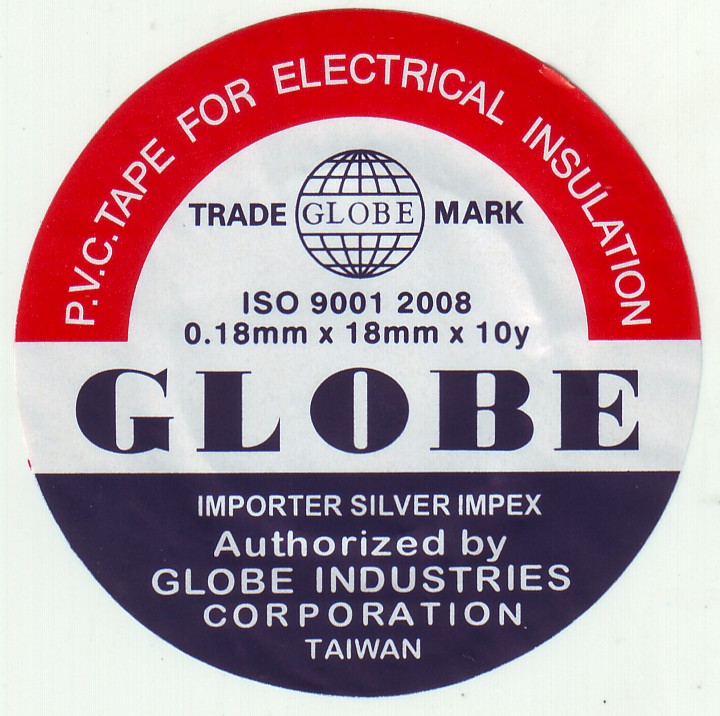 P.V.C. TAPE FOR ELECTRICAL INSULATION
TRADE GLOBE MARK
ISO 9001 2008
0.18mm x 18mm x 10y
GLOBE
IMPORTER SILVER IMPEX
Authorized by
GLOBE INDUSTRIES
CORPORATION
TAIWAN